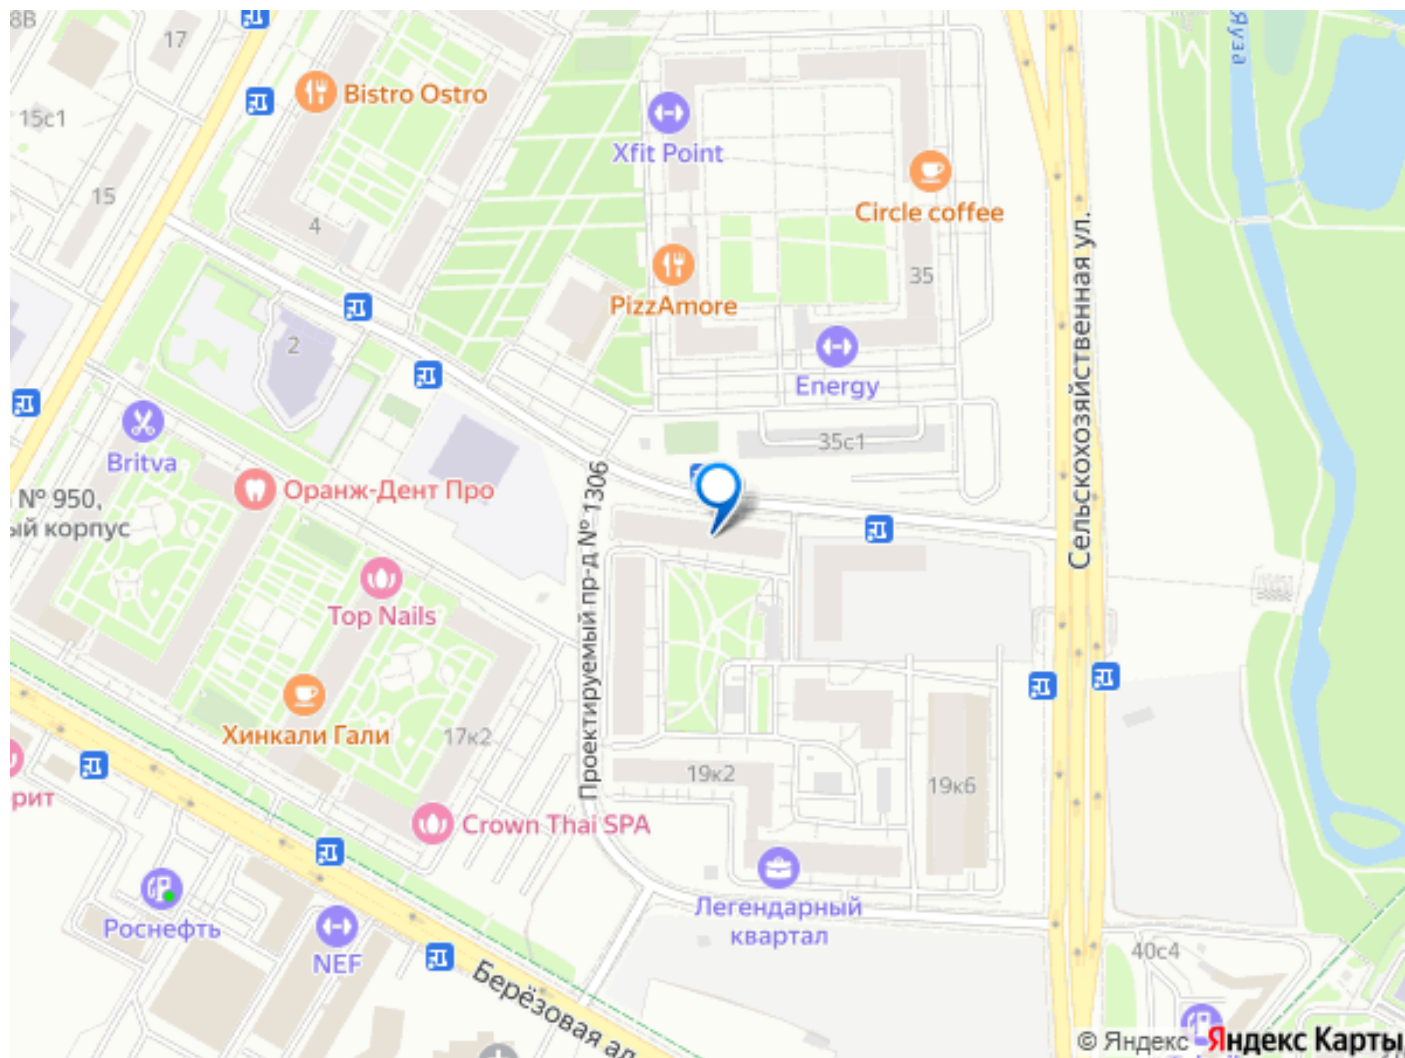 8В
17
Яуза
Bistro Ostro
15с1
Xfit Point
15
Circle coffee
4
35
PizzAmore
2
Energy
Сельскохозяйственная ул.
35с1
Britva
Оранж-Дент Про
№ 950,
ый корпус
Проектируемый пр-д № 1306
Top Nails
Хинкали Гали
17к2
19к2
19к6
рит
Crown Thai SPA
Роснефть
Легендарный
квартал
NEF
40с4
Берёзовая ал
© Яндекс Яндекс Карты